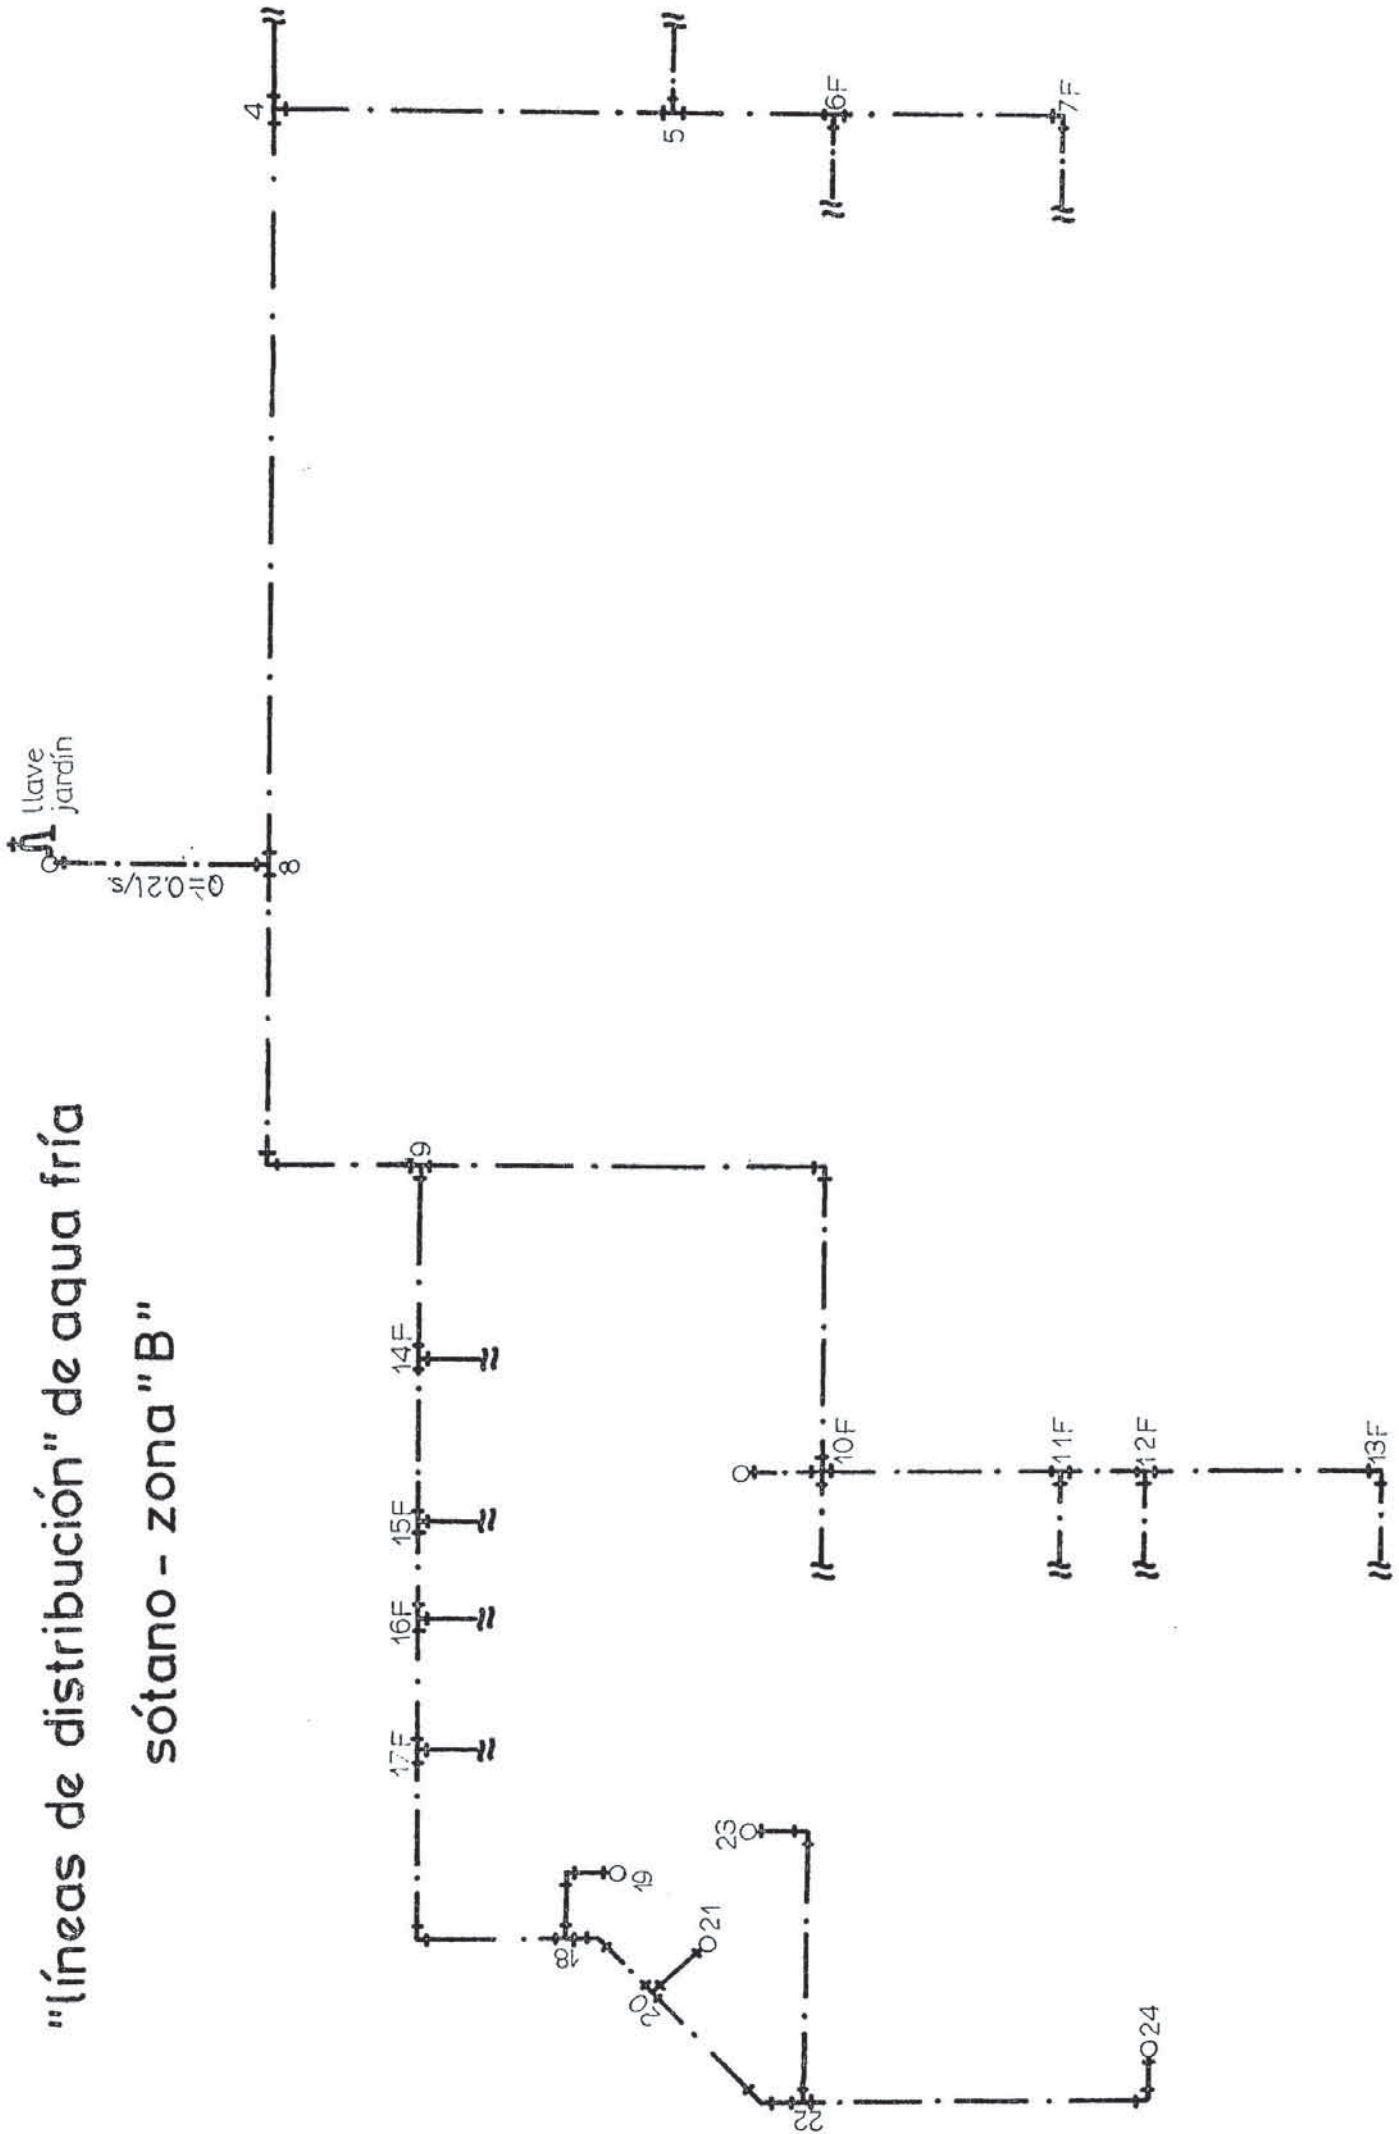 "líneas de distribución" de agua fría
sótano - zona "B"
llave
jardín
Q=0.2 l/s.
4
8
5
6F
7F
9
14F
15F
16F
17F
10F
11F
12F
13F
18
19
20
21
22
23
24